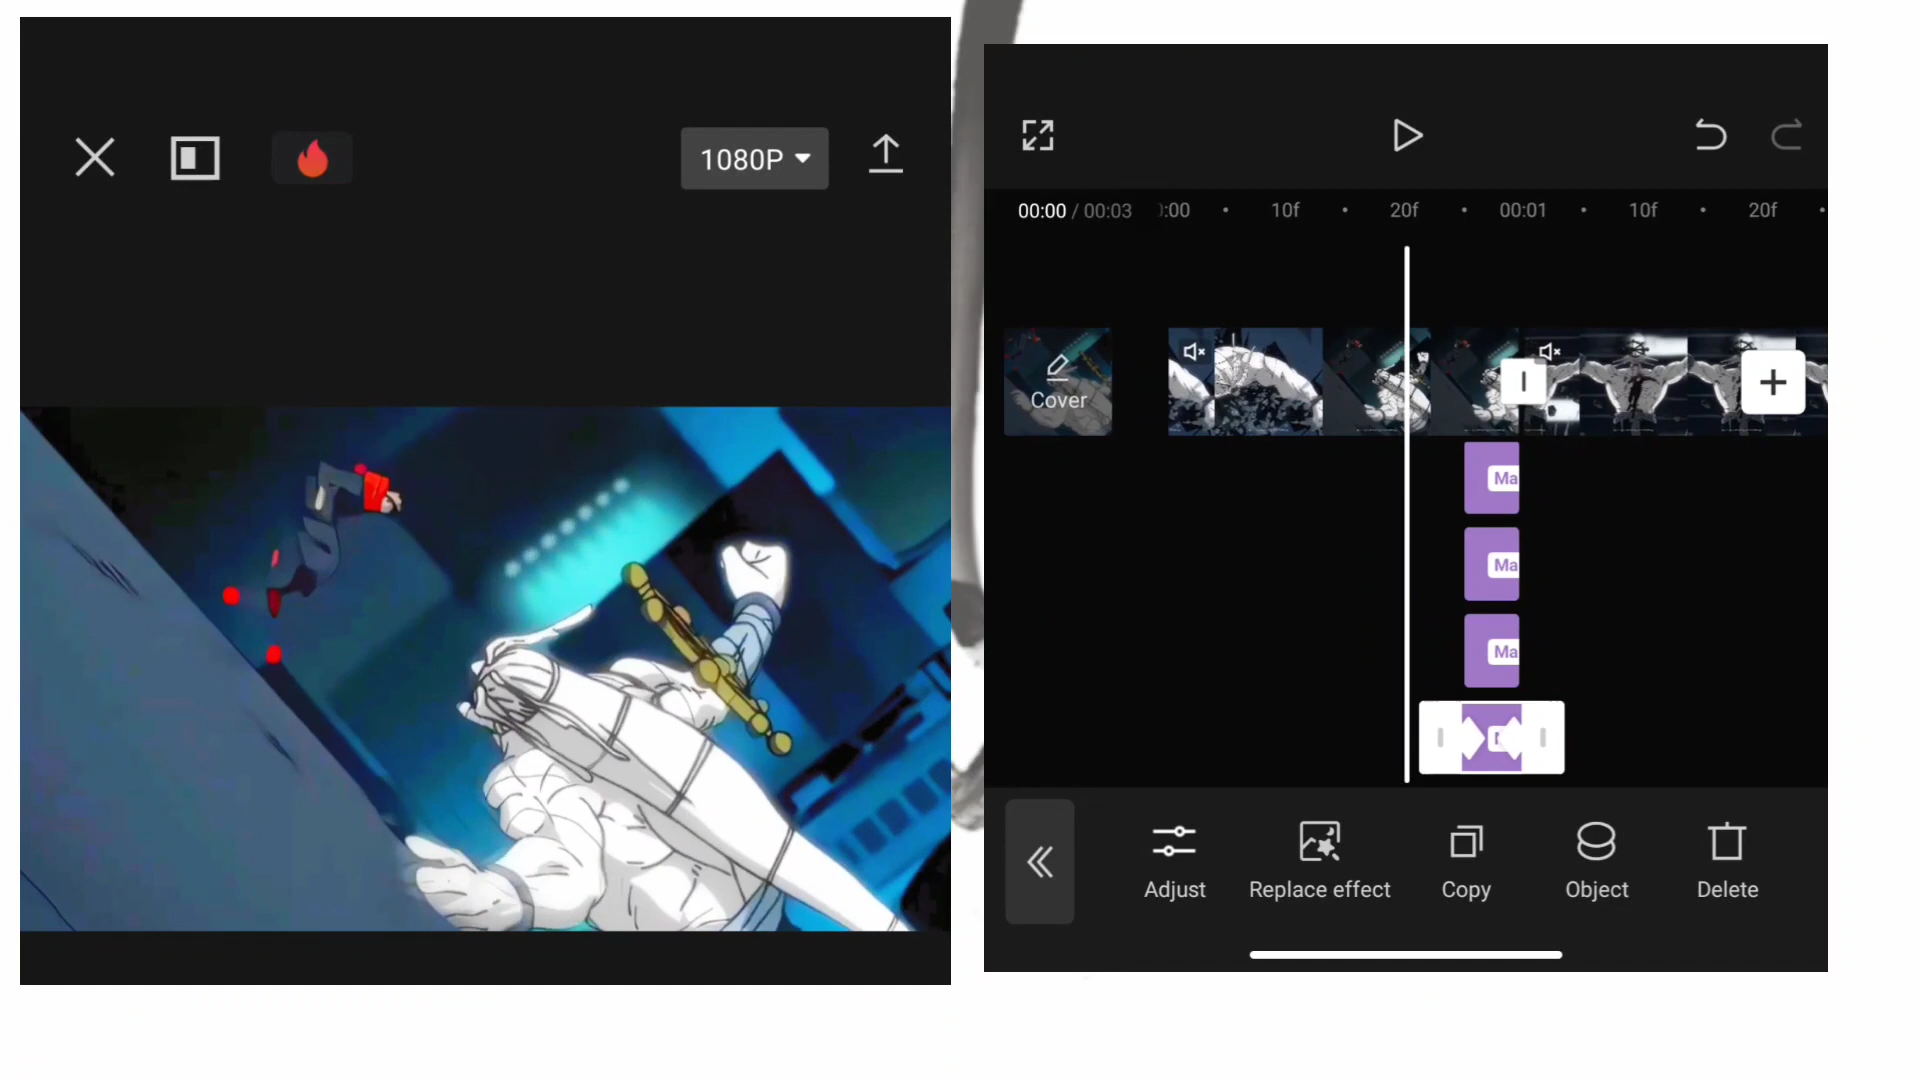 1080P
00:00 / 00:03
:00
10f
20f
00:01
10f
20f
Cover
Ma
Ma
Ma
Adjust
Replace effect
Copy
Object
Delete